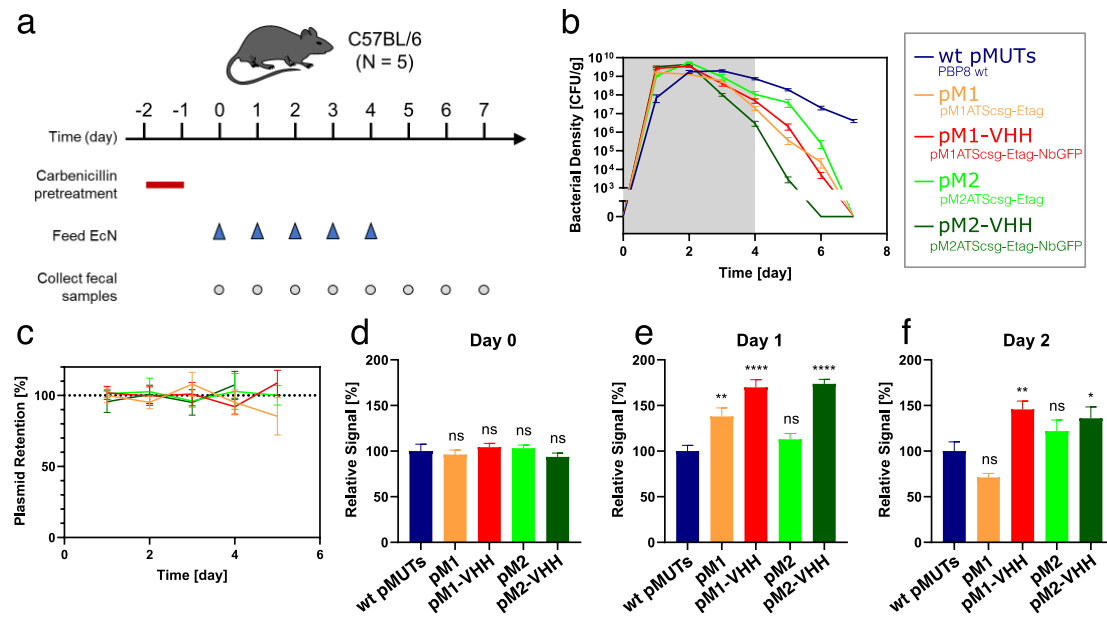 a
C57BL/6
(N = 5)
-2 -1 0 1 2 3 4 5 6 7
Time (day)
Carbenicillin
pretreatment
Feed EcN
Collect fecal
samples
b
Bacterial Density [CFU/g]
10^10
10^9
10^8
10^7
10^6
10^5
10^4
10^3
0
0 2 4 6 8
Time [day]
wt pMUTs
PBP8 wt
pM1
pM1ATScsg-Etag
pM1-VHH
pM1ATScsg-Etag-NbGFP
pM2
pM2ATScsg-Etag
pM2-VHH
pM2ATScsg-Etag-NbGFP
c
Plasmid Retention [%]
100
50
0
0 2 4 6
Time [day]
d
Day 0
Relative Signal [%]
200
150
100
50
0
ns ns ns ns
wt pMUTs pM1 pM1-VHH pM2 pM2-VHH
e
Day 1
Relative Signal [%]
200
150
100
50
0
** **** ns ****
wt pMUTs pM1 pM1-VHH pM2 pM2-VHH
f
Day 2
Relative Signal [%]
200
150
100
50
0
ns ** ns *
wt pMUTs pM1 pM1-VHH pM2 pM2-VHH